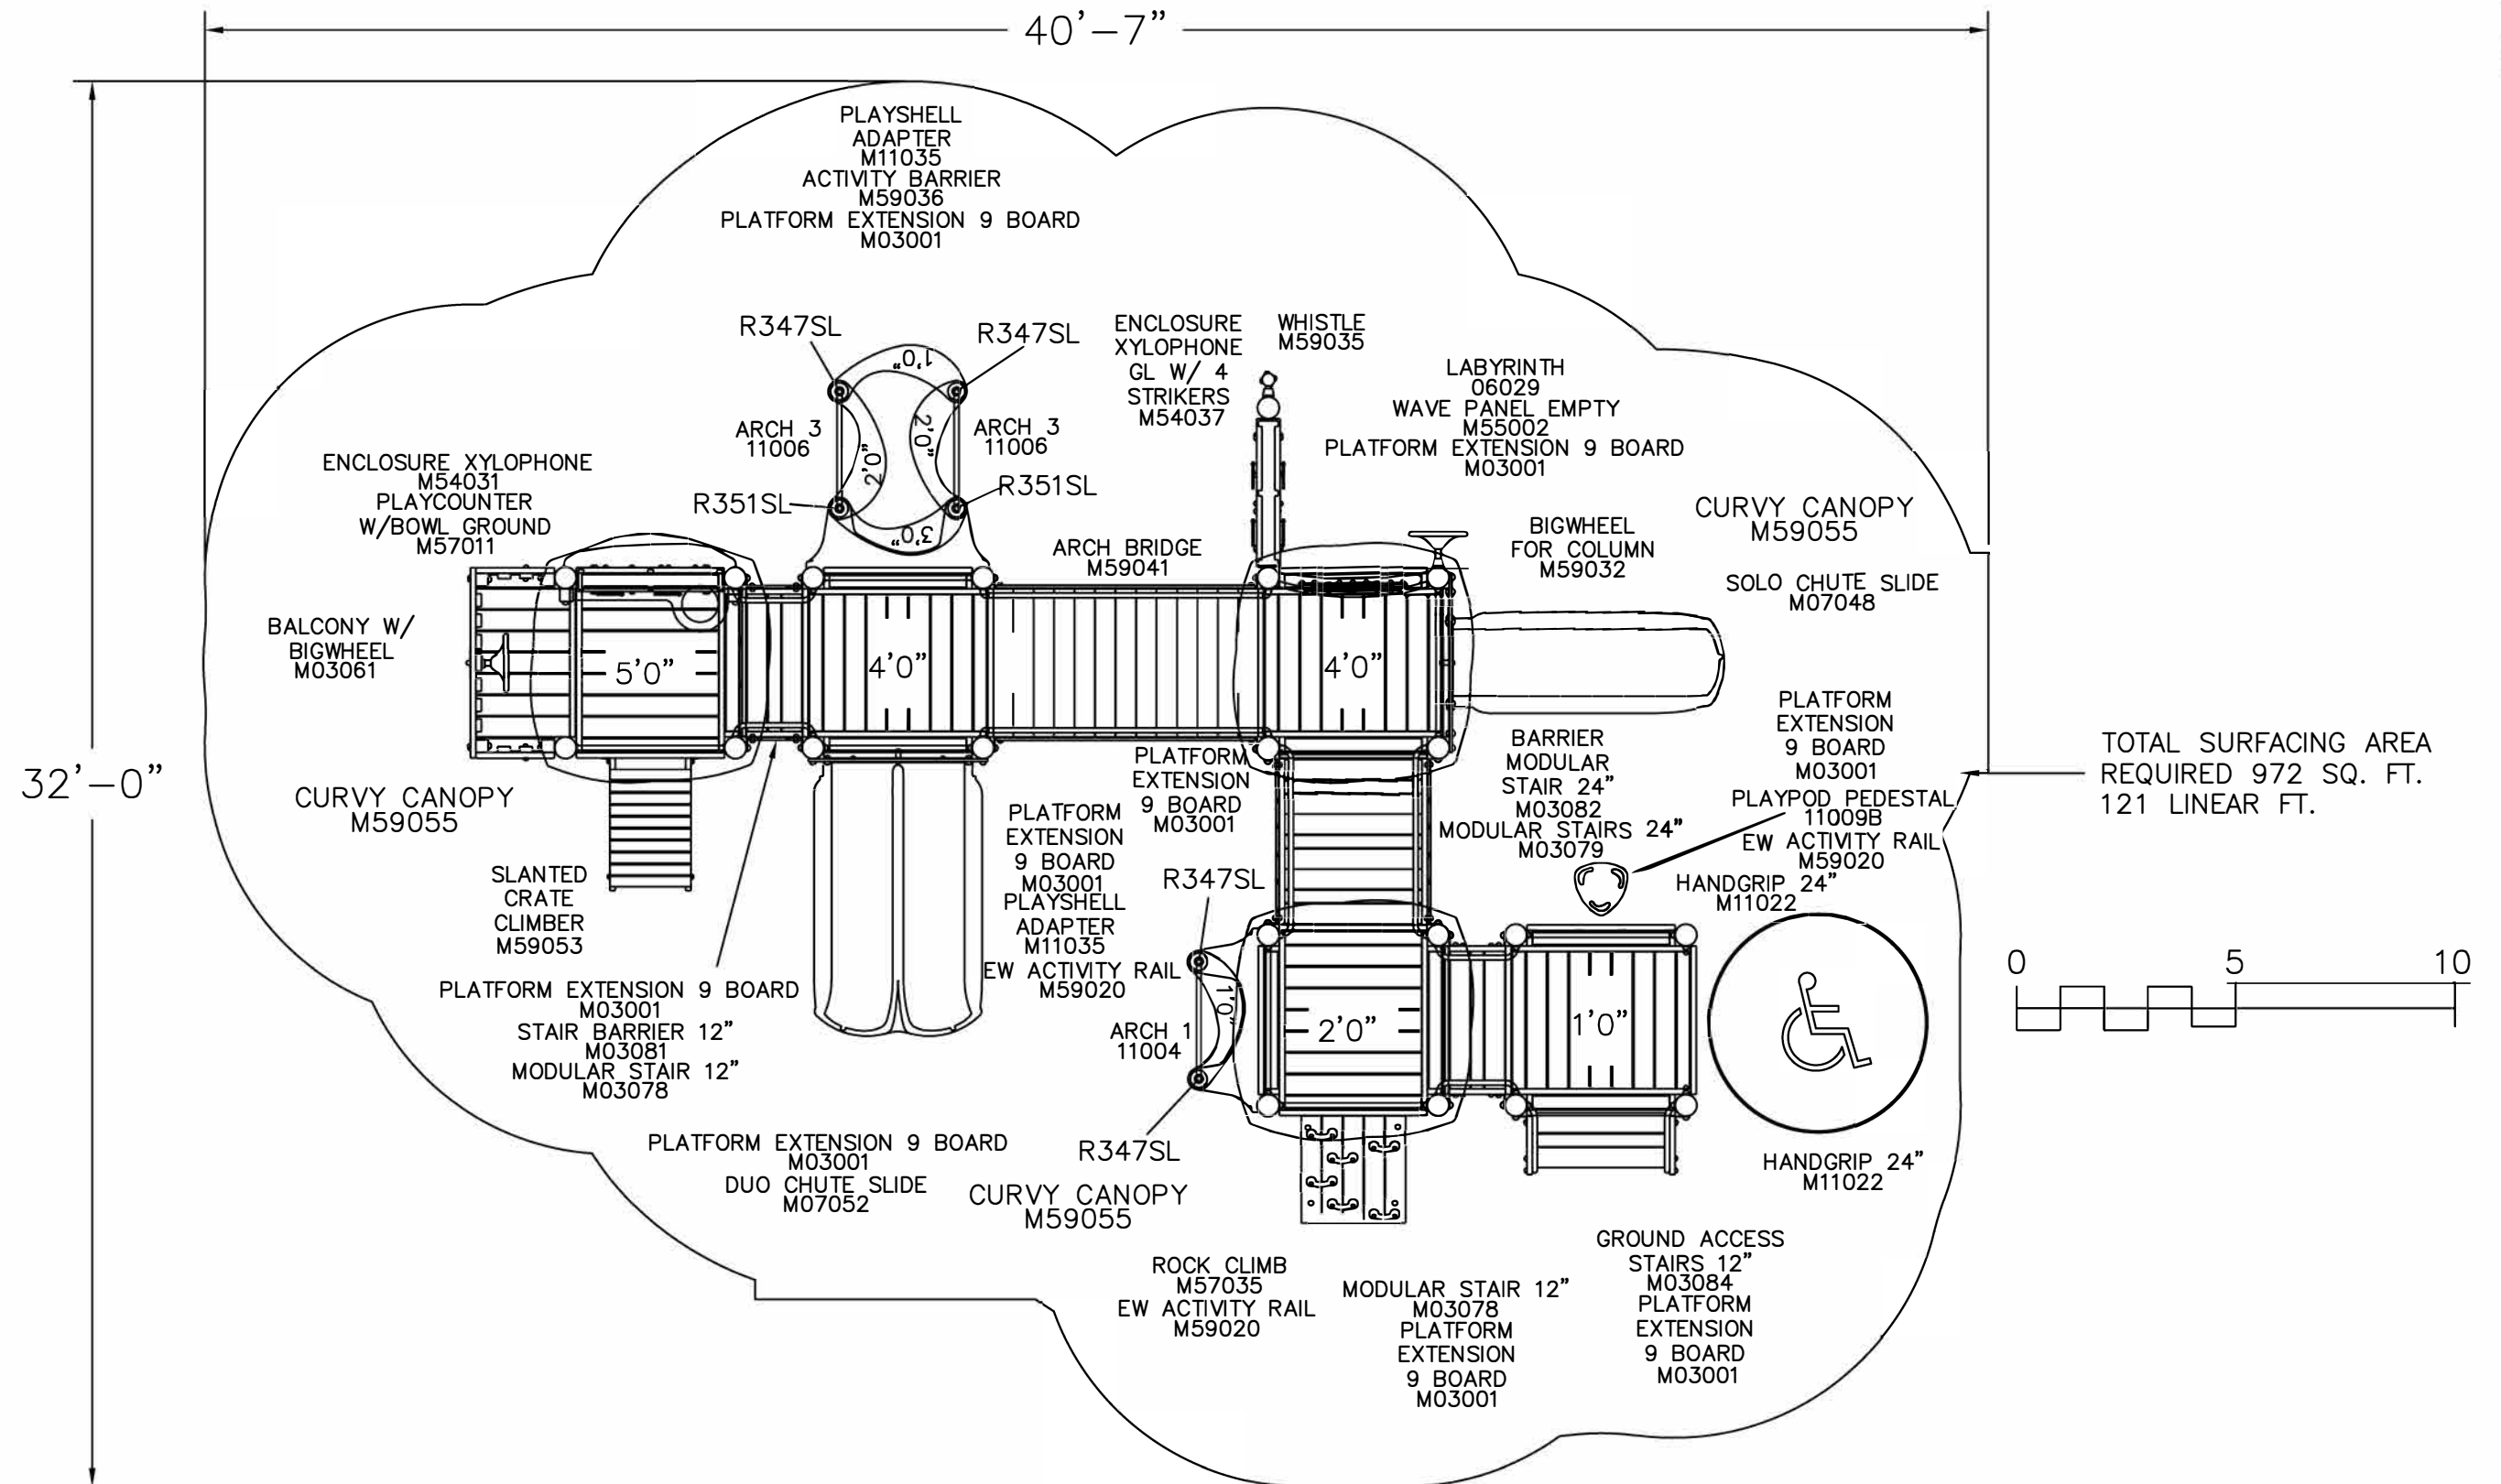 40'-7"
PLAYSHELL
ADAPTER
M11035
ACTIVITY BARRIER
M59036
PLATFORM EXTENSION 9 BOARD
M03001
R347SL
R347SL
1'0"
ENCLOSURE
XYLOPHONE
GL W/ 4
STRIKERS
M54037
WHISTLE
M59035
LABYRINTH
06029
WAVE PANEL EMPTY
M55002
PLATFORM EXTENSION 9 BOARD
M03001
ARCH 3
11006
2'0"
2'0"
ARCH 3
11006
ENCLOSURE XYLOPHONE
M54031
PLAYCOUNTER
W/BOWL GROUND
M57011
R351SL
R351SL
3'0"
ARCH BRIDGE
M59041
BIGWHEEL
FOR COLUMN
M59032
CURVY CANOPY
M59055
SOLO CHUTE SLIDE
M07048
BALCONY W/
BIGWHEEL
M03061
5'0"
4'0"
4'0"
32'-0"
CURVY CANOPY
M59055
PLATFORM
EXTENSION
9 BOARD
M03001
BARRIER
MODULAR
STAIR 24"
M03082
MODULAR STAIRS 24"
M03079
PLATFORM
EXTENSION
9 BOARD
M03001
PLAYPOD PEDESTAL
11009B
EW ACTIVITY RAIL
M59020
HANDGRIP 24"
M11022
TOTAL SURFACING AREA
REQUIRED 972 SQ. FT.
121 LINEAR FT.
SLANTED
CRATE
CLIMBER
M59053
PLATFORM
EXTENSION
9 BOARD
M03001
PLAYSHELL
ADAPTER
M11035
EW ACTIVITY RAIL
M59020
R347SL
1'0"
ARCH 1
11004
2'0"
1'0"
0 5 10
PLATFORM EXTENSION 9 BOARD
M03001
STAIR BARRIER 12"
M03081
MODULAR STAIR 12"
M03078
PLATFORM EXTENSION 9 BOARD
M03001
DUO CHUTE SLIDE
M07052
R347SL
CURVY CANOPY
M59055
HANDGRIP 24"
M11022
ROCK CLIMB
M57035
EW ACTIVITY RAIL
M59020
MODULAR STAIR 12"
M03078
PLATFORM
EXTENSION
9 BOARD
M03001
GROUND ACCESS
STAIRS 12"
M03084
PLATFORM
EXTENSION
9 BOARD
M03001